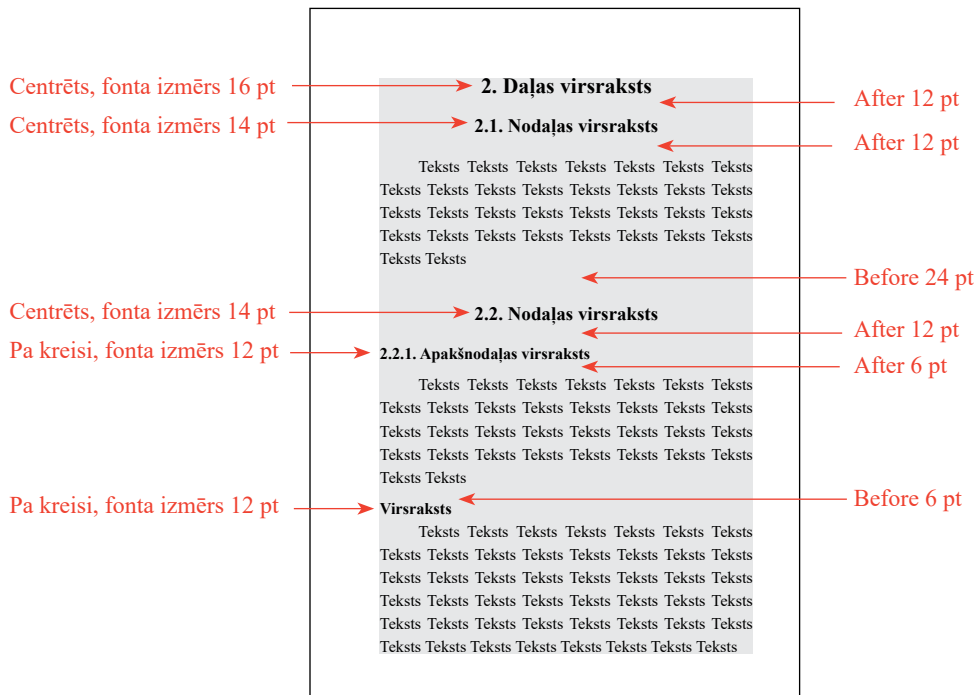 Centrēts, fonta izmērs 16 pt
2. Daļas virsraksts
After 12 pt
Centrēts, fonta izmērs 14 pt
2.1. Nodaļas virsraksts
After 12 pt
Teksts Teksts Teksts Teksts Teksts Teksts Teksts
Teksts Teksts Teksts Teksts Teksts Teksts Teksts Teksts
Teksts Teksts Teksts Teksts Teksts Teksts Teksts Teksts
Teksts Teksts Teksts Teksts Teksts Teksts Teksts Teksts
Teksts Teksts
Before 24 pt
Centrēts, fonta izmērs 14 pt
2.2. Nodaļas virsraksts
After 12 pt
Pa kreisi, fonta izmērs 12 pt
2.2.1. Apakšnodaļas virsraksts
After 6 pt
Teksts Teksts Teksts Teksts Teksts Teksts Teksts
Teksts Teksts Teksts Teksts Teksts Teksts Teksts Teksts
Teksts Teksts Teksts Teksts Teksts Teksts Teksts Teksts
Teksts Teksts Teksts Teksts Teksts Teksts Teksts Teksts
Teksts Teksts
Before 6 pt
Pa kreisi, fonta izmērs 12 pt
Virsraksts
Teksts Teksts Teksts Teksts Teksts Teksts Teksts
Teksts Teksts Teksts Teksts Teksts Teksts Teksts Teksts
Teksts Teksts Teksts Teksts Teksts Teksts Teksts Teksts
Teksts Teksts Teksts Teksts Teksts Teksts Teksts Teksts
Teksts Teksts Teksts Teksts Teksts Teksts Teksts Teksts
Teksts Teksts Teksts Teksts Teksts Teksts Teksts Teksts